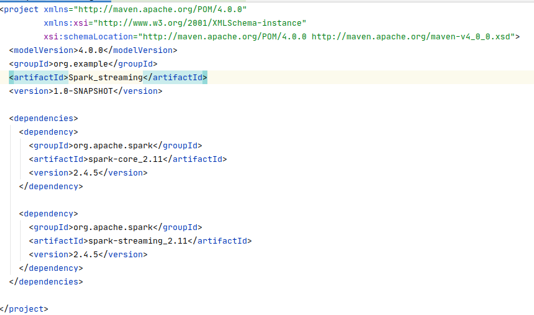 <project xmlns="http://maven.apache.org/POM/4.0.0"
xmlns:xsi="http://www.w3.org/2001/XMLSchema-instance"
xsi:schemaLocation="http://maven.apache.org/POM/4.0.0 http://maven.apache.org/maven-v4_0_0.xsd">
<modelVersion>4.0.0</modelVersion>
<groupId>org.example</groupId>
<artifactId>Spark_streaming</artifactId>
<version>1.0-SNAPSHOT</version>
<dependencies>
<dependency>
<groupId>org.apache.spark</groupId>
<artifactId>spark-core_2.11</artifactId>
<version>2.4.5</version>
</dependency>
<dependency>
<groupId>org.apache.spark</groupId>
<artifactId>spark-streaming_2.11</artifactId>
<version>2.4.5</version>
</dependency>
</dependencies>
</project>